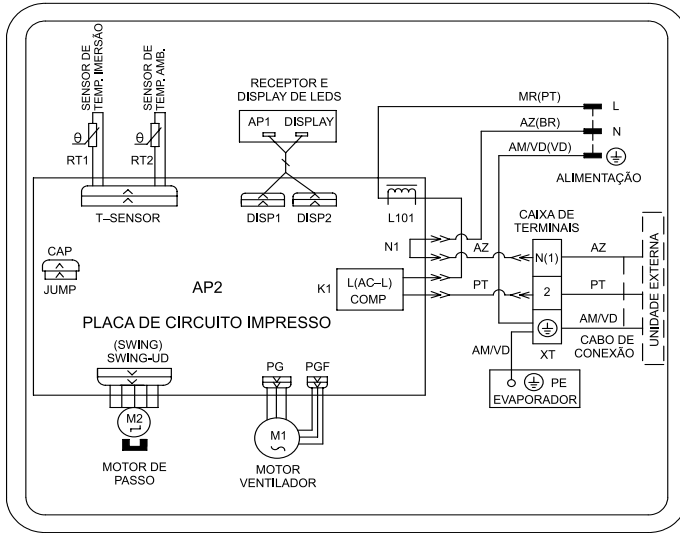 SENSOR DE
TEMP. IMERSÃO
SENSOR DE
TEMP. AMB.
θ
RT1
θ
RT2
T–SENSOR
RECEPTOR E
DISPLAY DE LEDS
AP1 DISPLAY
DISP1 DISP2
MR(PT)
L
AZ(BR)
N
AM/VD(VD)
ALIMENTAÇÃO
L101
CAIXA DE
TERMINAIS
N1
AZ
N(1)
AZ
K1
L(AC–L)
COMP
PT
2
PT
AM/VD
XT
CABO DE
CONEXÃO
UNIDADE EXTERNA
AM/VD
PE
EVAPORADOR
CAP
JUMP
AP2
PLACA DE CIRCUITO IMPRESSO
(SWING)
SWING-UD
M2
MOTOR DE
PASSO
PG PGF
M1
MOTOR
VENTILADOR